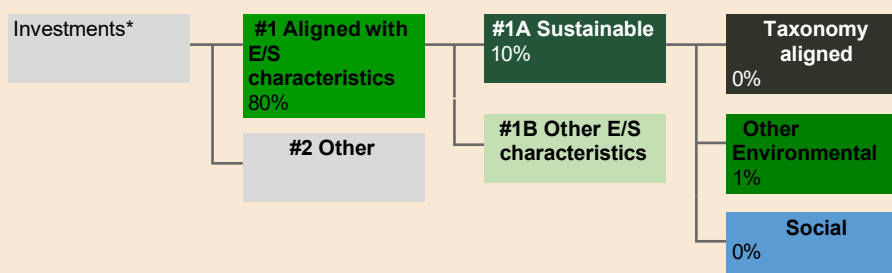 Investments*
#1 Aligned with
E/S
characteristics
80%
#2 Other
#1A Sustainable
10%
#1B Other E/S
characteristics
Taxonomy
aligned
0%
Other
Environmental
1%
Social
0%